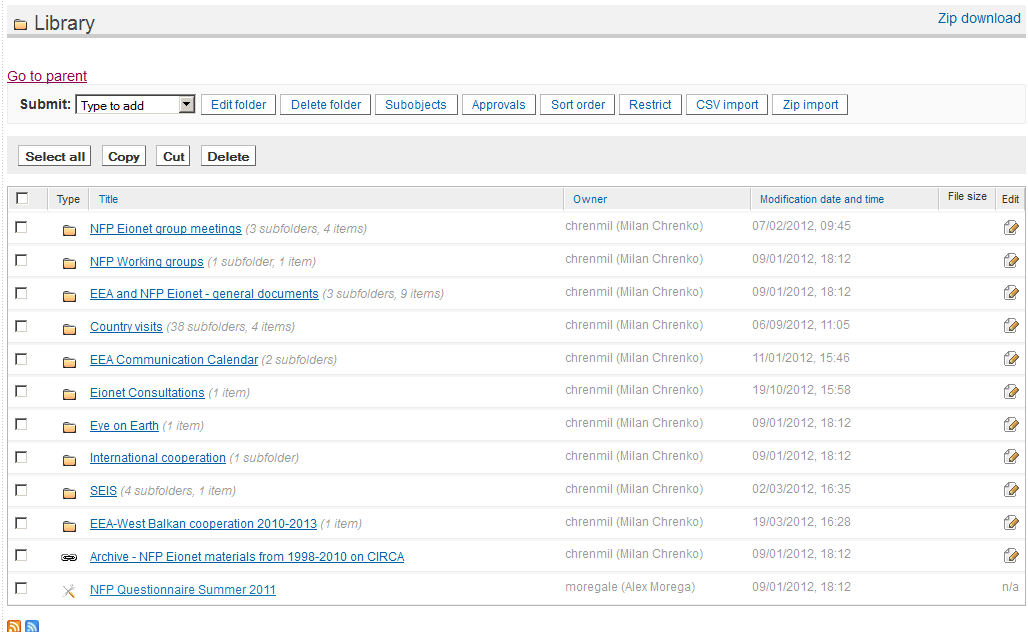 Library
Zip download
Go to parent
Submit: Type to add Edit folder Delete folder Subobjects Approvals Sort order Restrict CSV import Zip import
Select all Copy Cut Delete
Type Title Owner Modification date and time File size Edit
NFP Eionet group meetings (3 subfolders, 4 items) chrenmil (Milan Chrenko) 07/02/2012, 09:45
NFP Working groups (1 subfolder, 1 item) chrenmil (Milan Chrenko) 09/01/2012, 18:12
EEA and NFP Eionet - general documents (3 subfolders, 9 items) chrenmil (Milan Chrenko) 09/01/2012, 18:12
Country visits (38 subfolders, 4 items) chrenmil (Milan Chrenko) 06/09/2012, 11:05
EEA Communication Calendar (2 subfolders) chrenmil (Milan Chrenko) 11/01/2012, 15:46
Eionet Consultations (1 item) chrenmil (Milan Chrenko) 19/10/2012, 15:58
Eye on Earth (1 item) chrenmil (Milan Chrenko) 09/01/2012, 18:12
International cooperation (1 subfolder) chrenmil (Milan Chrenko) 09/01/2012, 18:12
SEIS (4 subfolders, 1 item) chrenmil (Milan Chrenko) 02/03/2012, 16:35
EEA-West Balkan cooperation 2010-2013 (1 item) chrenmil (Milan Chrenko) 19/03/2012, 16:28
Archive - NFP Eionet materials from 1998-2010 on CIRCA chrenmil (Milan Chrenko) 09/01/2012, 18:12
NFP Questionnaire Summer 2011 moregale (Alex Morega) 09/01/2012, 18:12 n/a